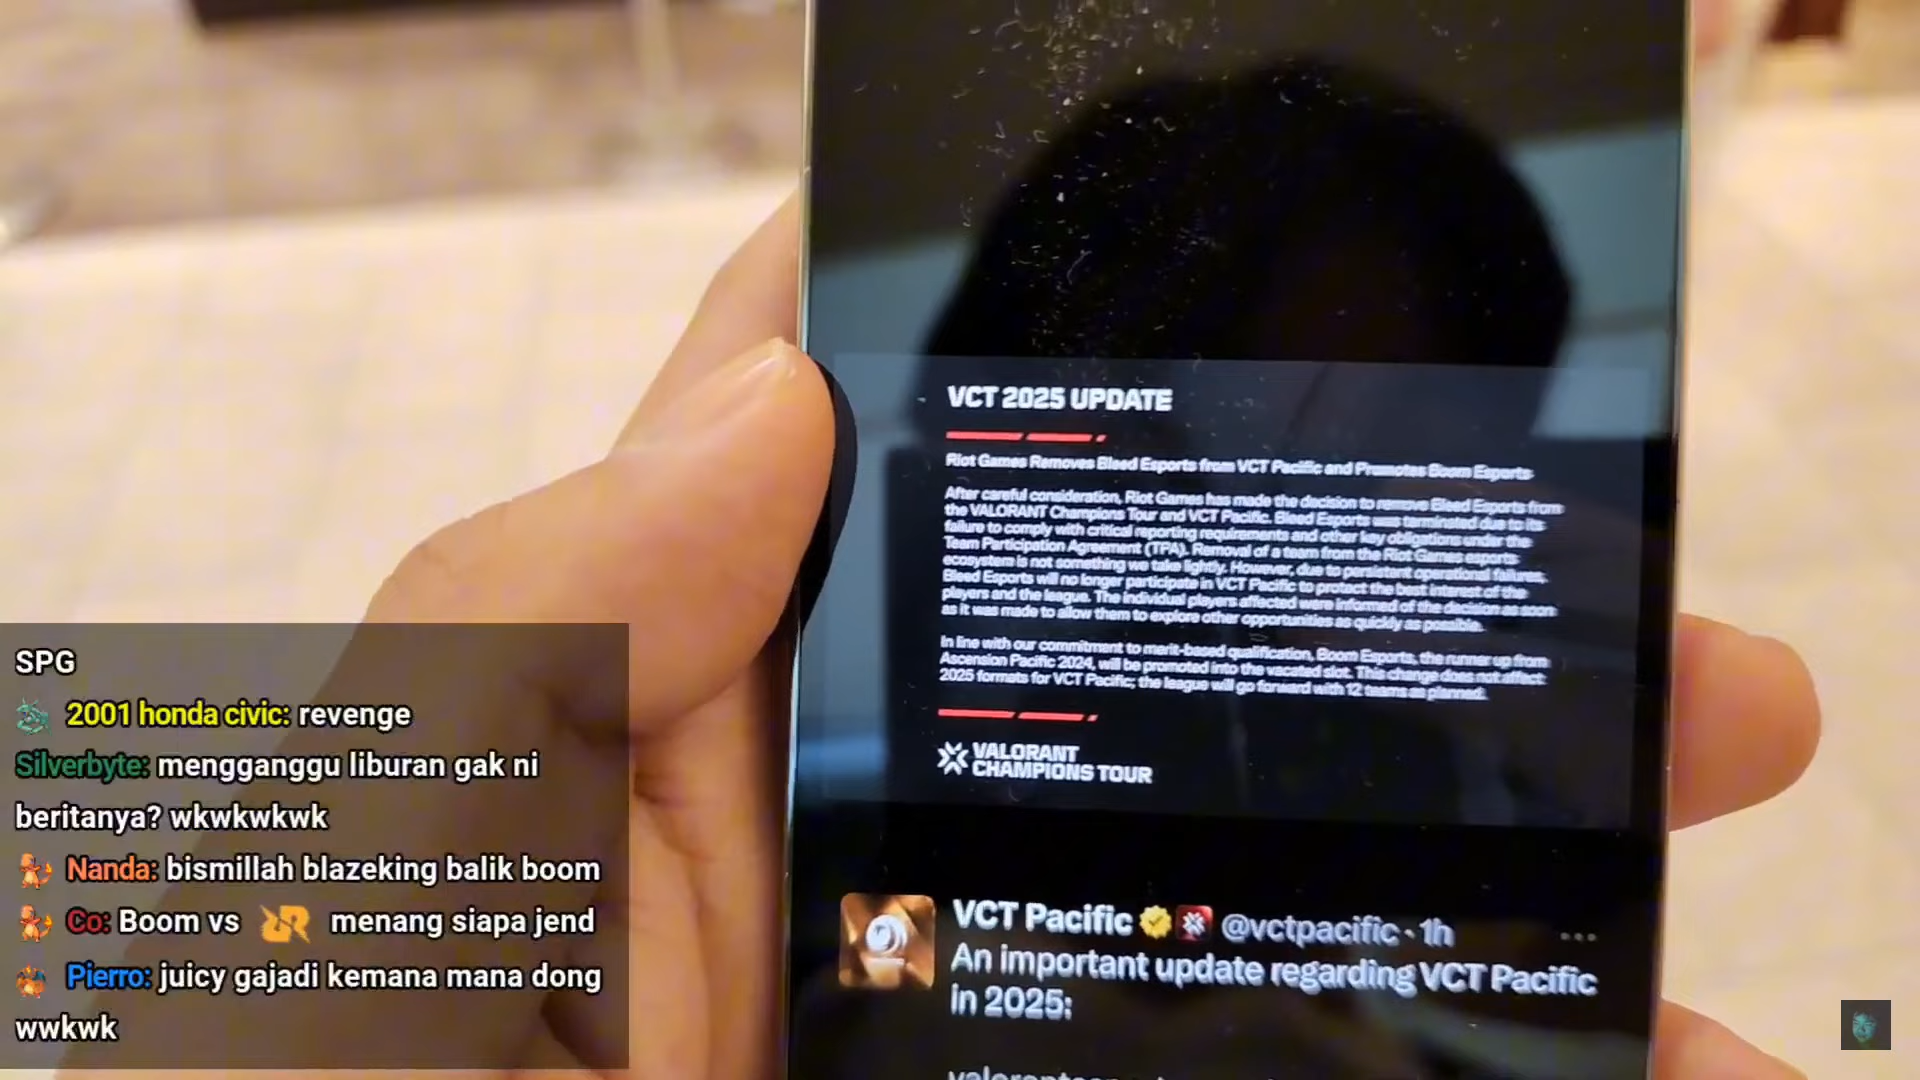 VCT 2025 UPDATE
Riot Games Removes Bleed Esports from VCT Pacific and Promotes Boom Esports
After careful consideration, Riot Games has made the decision to remove Bleed Esports from
the VALORANT Champions Tour and VCT Pacific. Bleed Esports was terminated due to its
failure to comply with critical reporting requirements and other key obligations under the
Team Participation Agreement (TPA). Removal of a team from the Riot Games esports
ecosystem is not something we take lightly. However, due to persistent operational failures,
Bleed Esports will no longer participate in VCT Pacific to protect the best interest of the
players and the league. The individual players affected were informed of the decision as soon
as it was made to allow them to explore other opportunities as quickly as possible.
In line with our commitment to merit-based qualification, Boom Esports, the runner up from
Ascension Pacific 2024, will be promoted into the vacated slot. This change does not affect
2025 formats for VCT Pacific; the league will go forward with 12 teams as planned.
VALORANT
CHAMPIONS TOUR
VCT Pacific @vctpacific · 1h
An important update regarding VCT Pacific
in 2025:
SPG
2001 honda civic: revenge
Silverbyte: mengganggu liburan gak ni
beritanya? wkwkwkwk
Nanda: bismillah blazeking balik boom
Co: Boom vs menang siapa jend
Pierro: juicy gajadi kemana mana dong
wwkwk